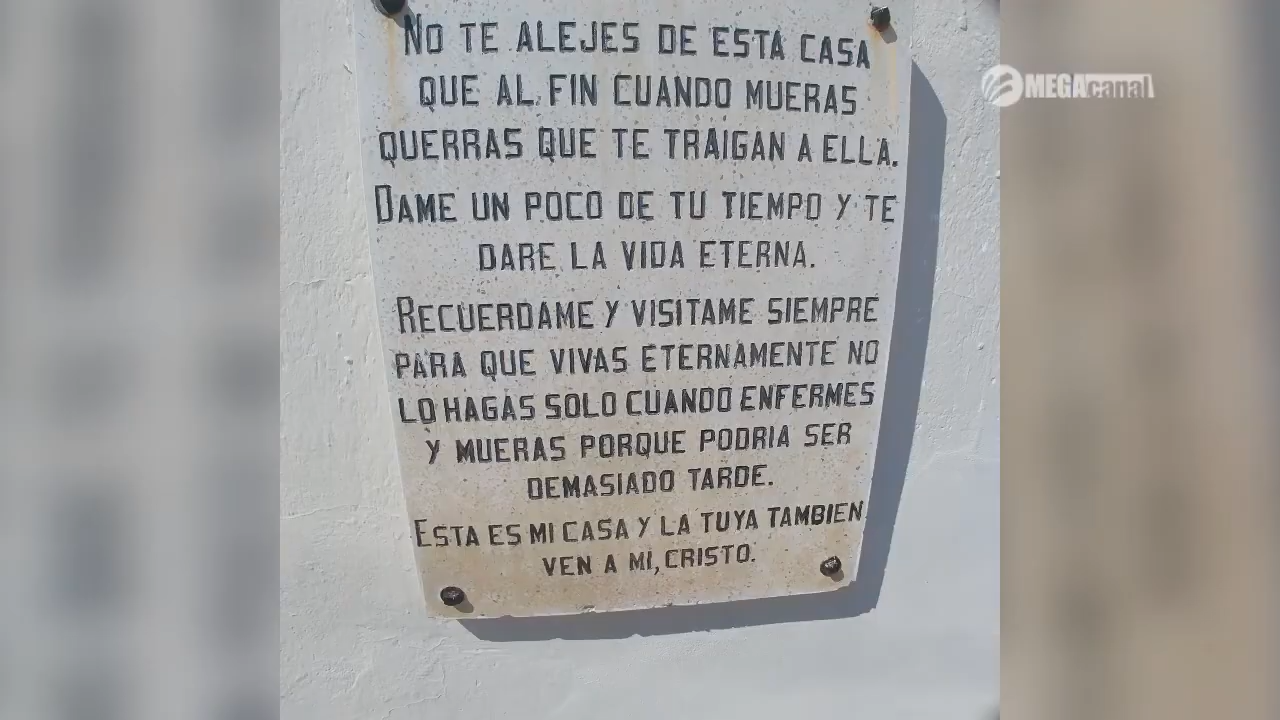 NO TE ALEJES DE ESTA CASA
QUE AL FIN CUANDO MUERAS
QUERRAS QUE TE TRAIGAN A ELLA.
DAME UN POCO DE TU TIEMPO Y TE
DARE LA VIDA ETERNA.
RECUERDAME Y VISITAME SIEMPRE
PARA QUE VIVAS ETERNAMENTE NO
LO HAGAS SOLO CUANDO ENFERMES
Y MUERAS PORQUE PODRIA SER
DEMASIADO TARDE.
ESTA ES MI CASA Y LA TUYA TAMBIEN
VEN A MI, CRISTO.
MEGAcanal